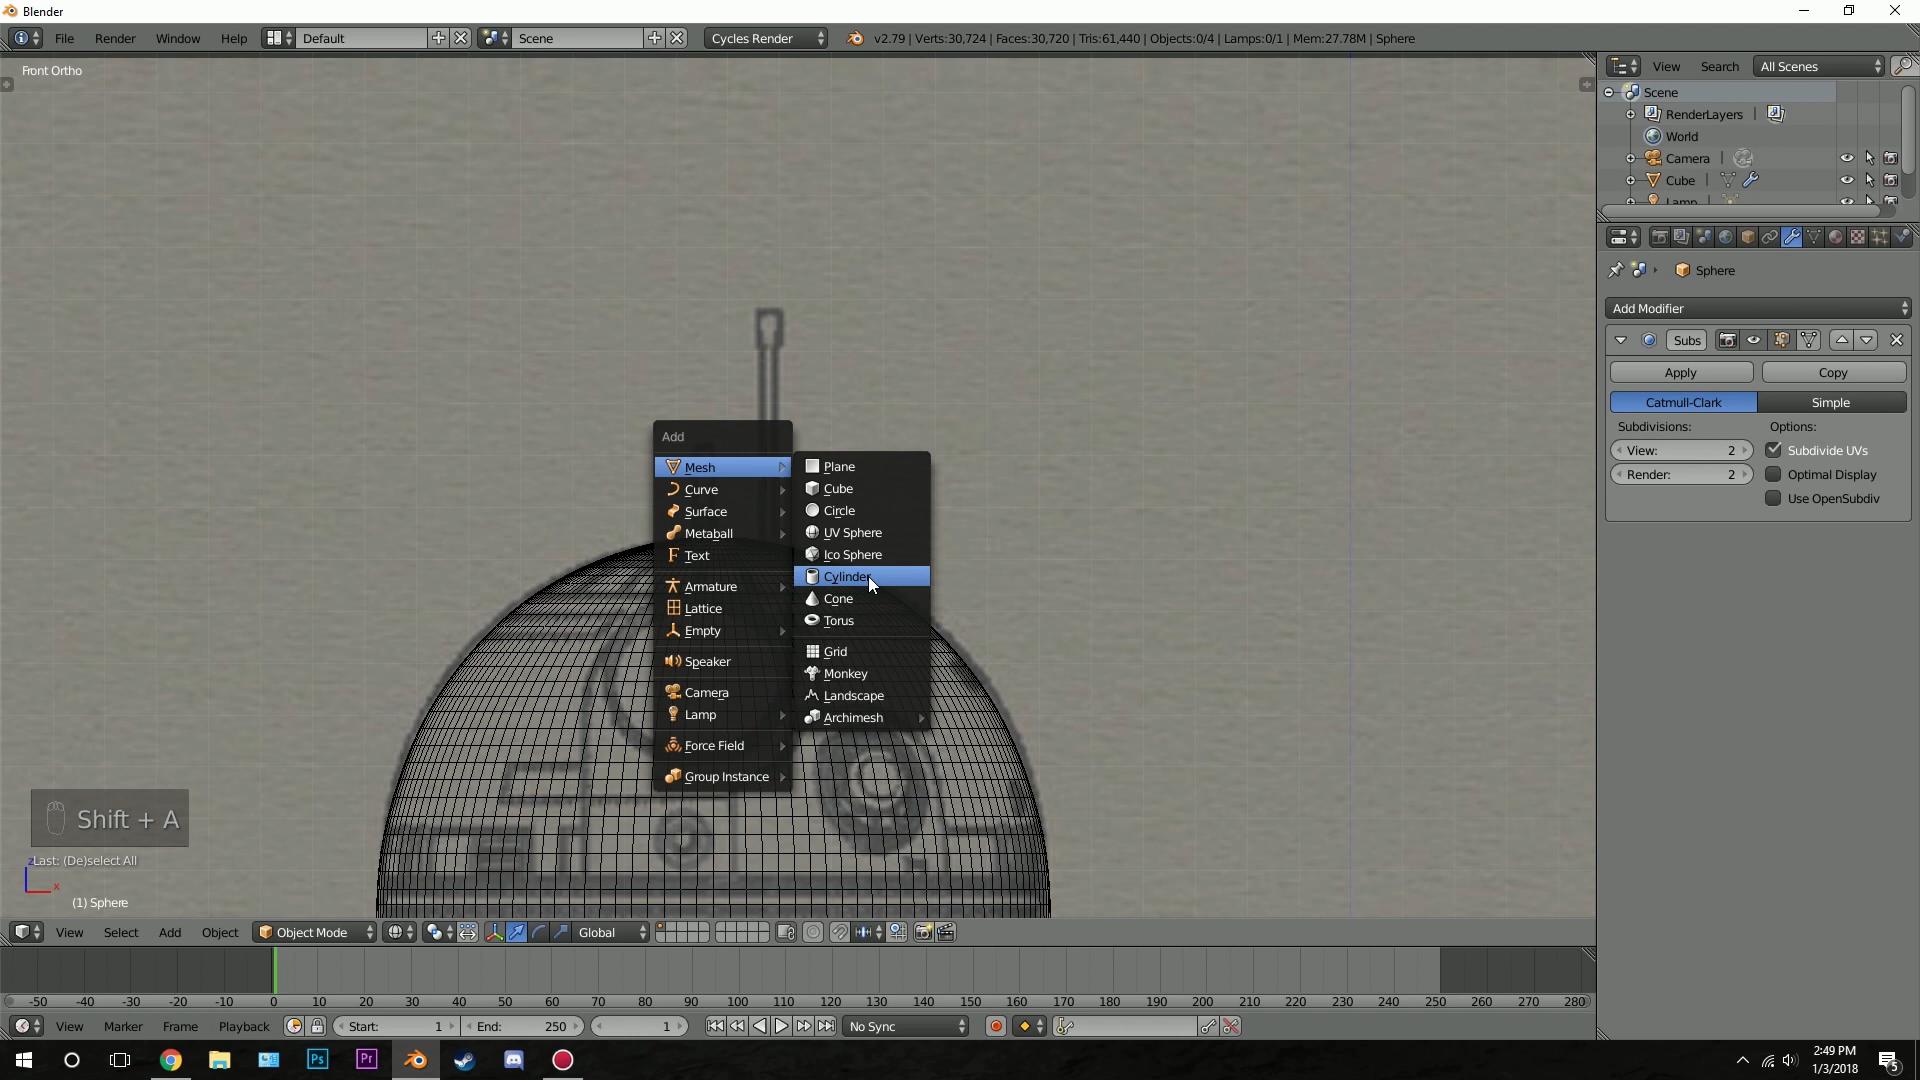 Blender
File Render Window Help Default Scene Cycles Render v2.79 | Verts:30,724 | Faces:30,720 | Tris:61,440 | Objects:0/4 | Lamps:0/1 | Mem:27.78M | Sphere
Front Ortho
View Search All Scenes
Scene
RenderLayers
World
Camera
Cube
Lamp
Sphere
Add Modifier
Subs
Apply Copy
Catmull-Clark Simple
Subdivisions: Options:
View: 2 Subdivide UVs
Render: 2 Optimal Display
Use OpenSubdiv
Add
Mesh
Curve
Surface
Metaball
Text
Armature
Lattice
Empty
Speaker
Camera
Lamp
Force Field
Group Instance
Plane
Cube
Circle
UV Sphere
Ico Sphere
Cylinder
Cone
Torus
Grid
Monkey
Landscape
Archimesh
Shift + A
Last: (De)select All
z
x
(1) Sphere
View Select Add Object Object Mode Global
-50 -40 -30 -20 -10 0 10 20 30 40 50 60 70 80 90 100 110 120 130 140 150 160 170 180 190 200 210 220 230 240 250 260 270 280
View Marker Frame Playback Start: 1 End: 250 1 No Sync
Ps Pr 2:49 PM
1/3/2018 5